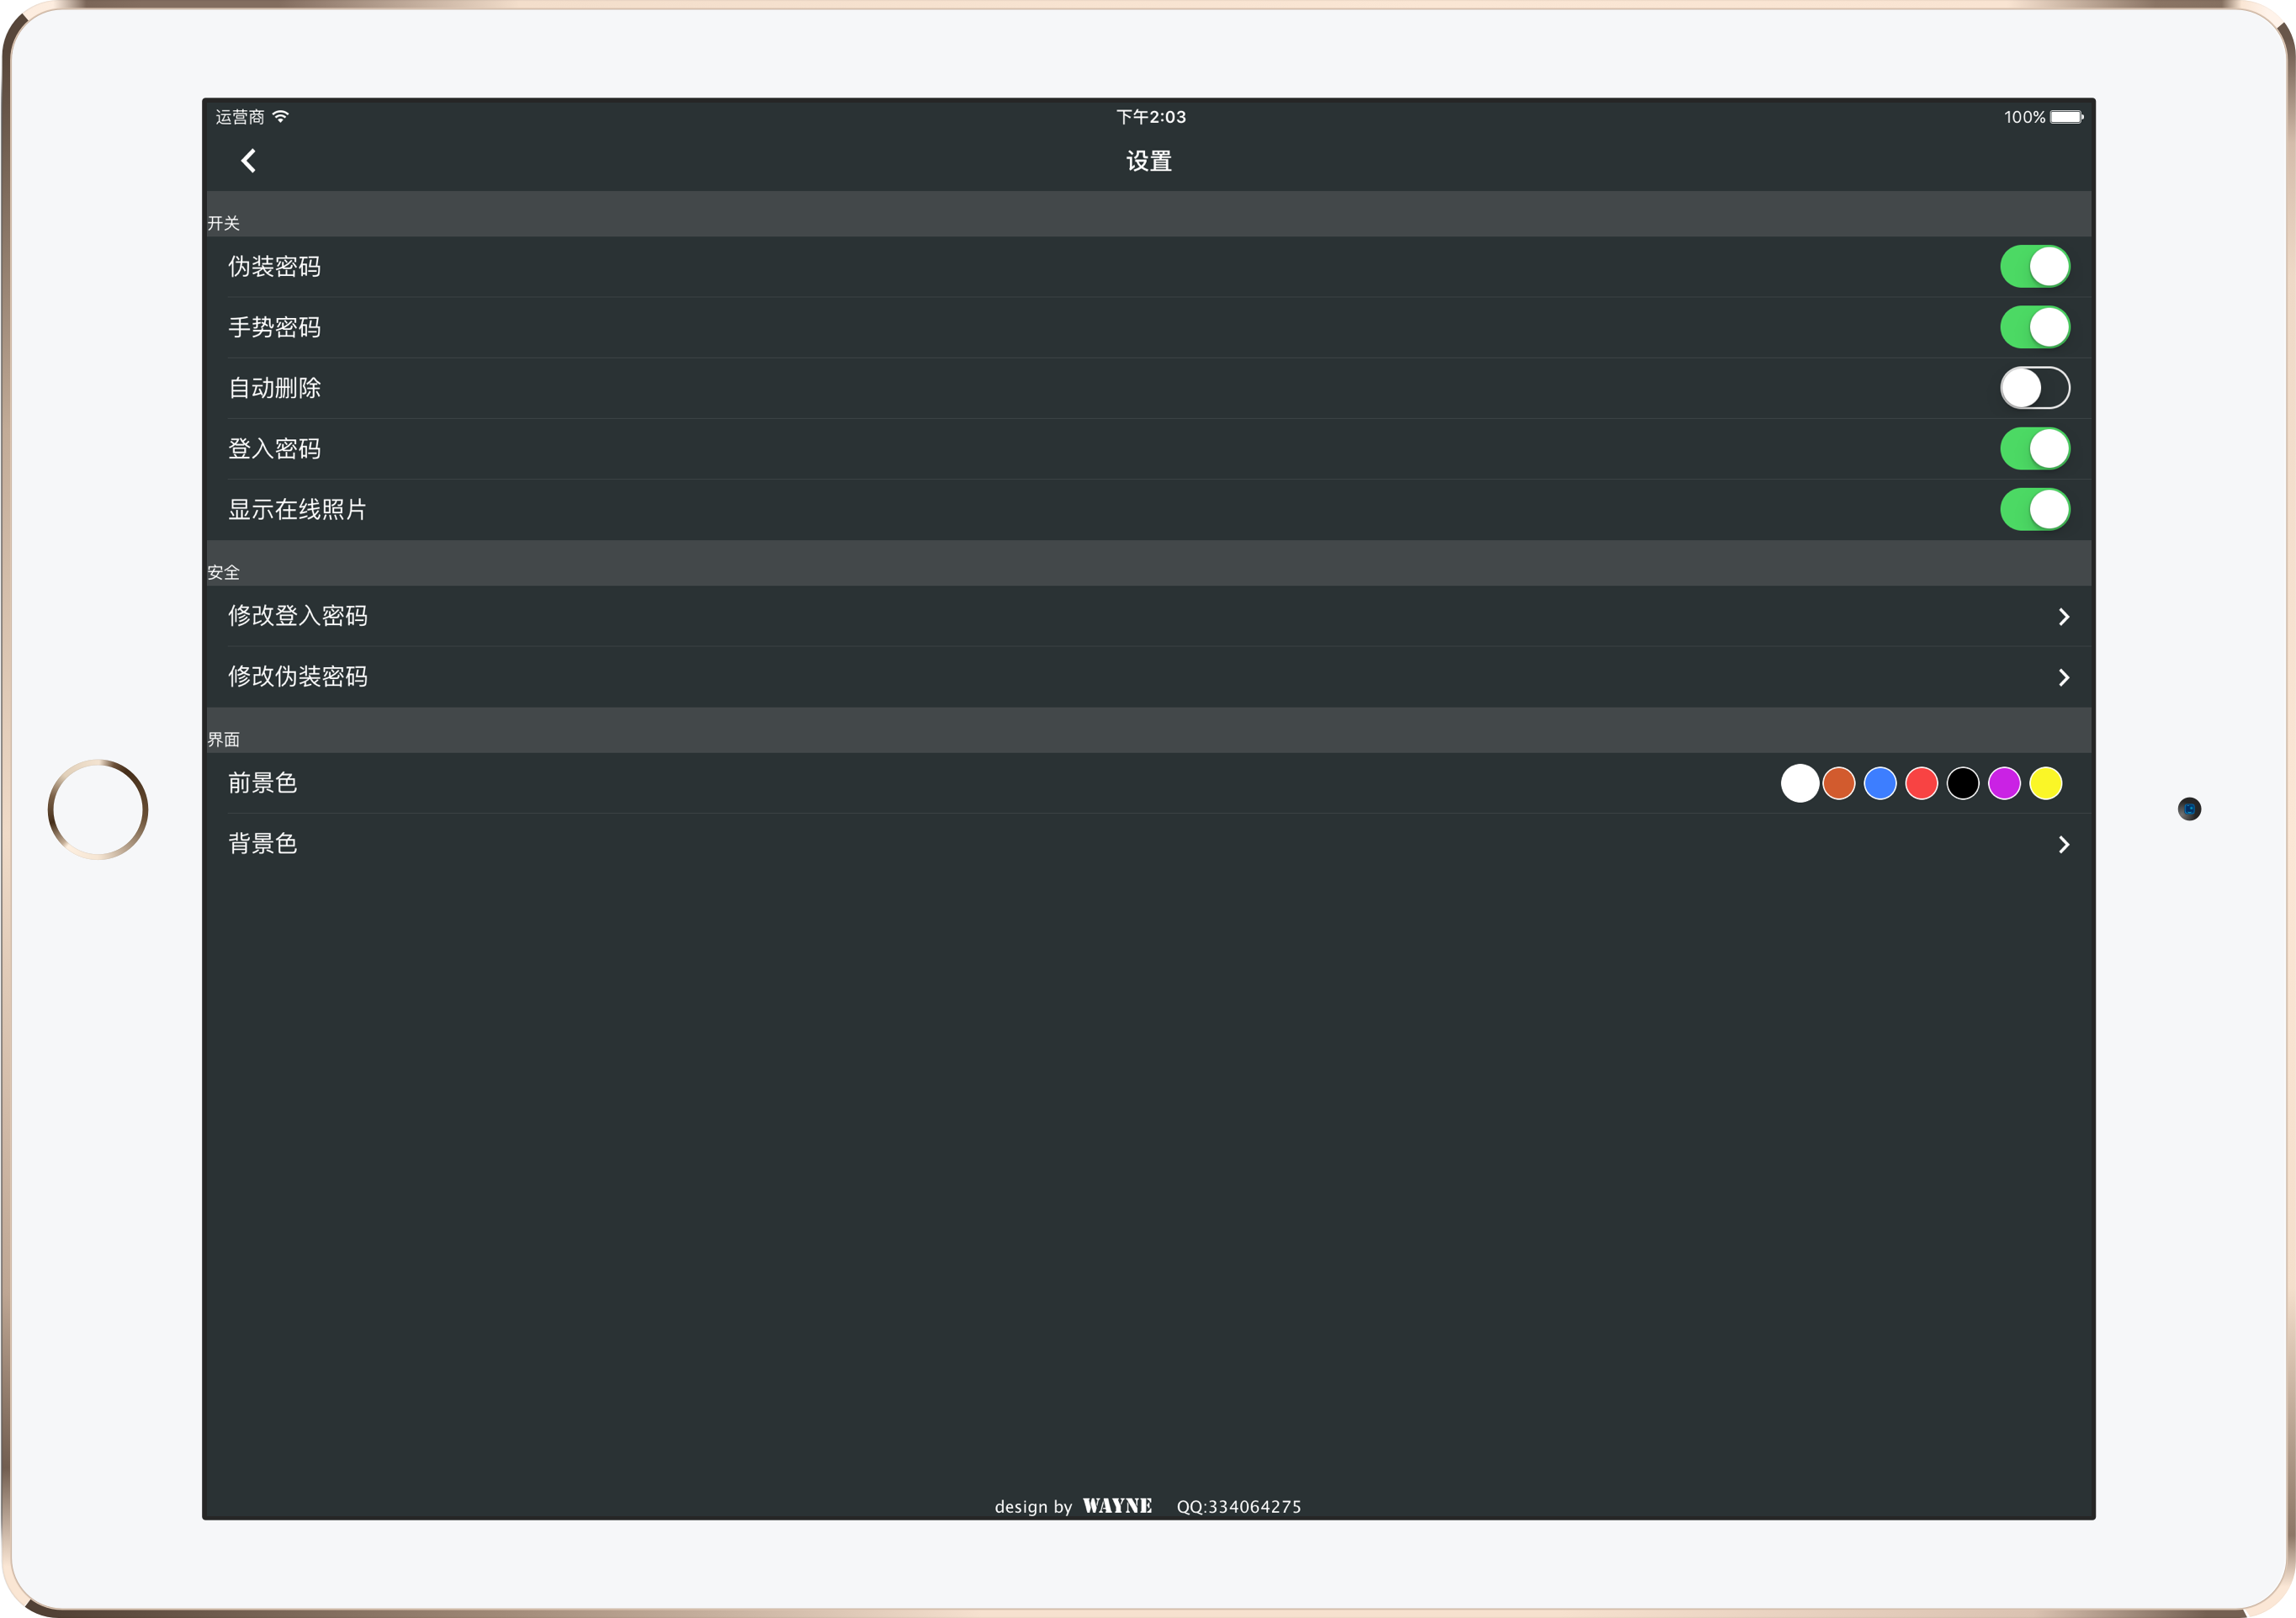 运营商 下午2:03 100%
设置
开关
伪装密码
手势密码
自动删除
登入密码
显示在线照片
安全
修改登入密码
修改伪装密码
界面
前景色
背景色
design by WAYNE QQ:334064275